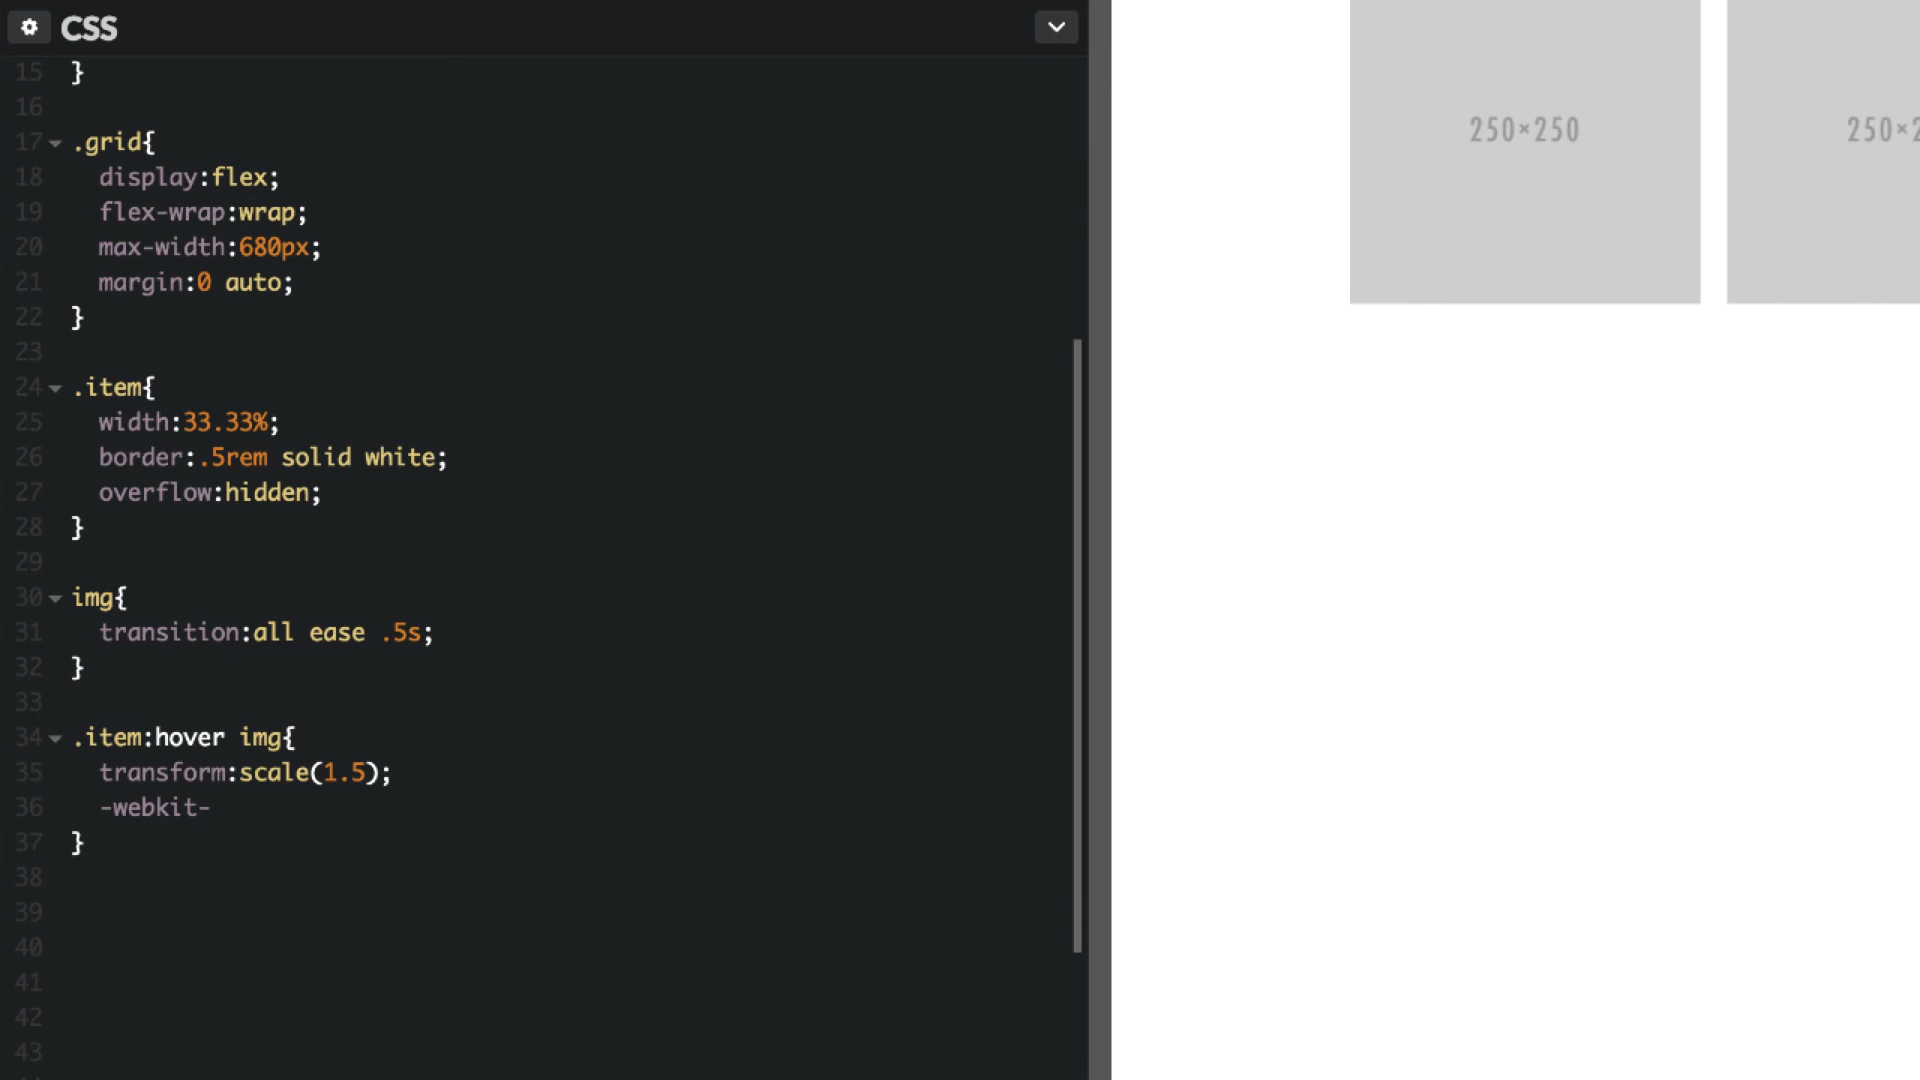 CSS
15 }
16
17 .grid{
18 display:flex;
19 flex-wrap:wrap;
20 max-width:680px;
21 margin:0 auto;
22 }
23
24 .item{
25 width:33.33%;
26 border:.5rem solid white;
27 overflow:hidden;
28 }
29
30 img{
31 transition:all ease .5s;
32 }
33
34 .item:hover img{
35 transform:scale(1.5);
36 -webkit-
37 }
38
39
40
41
42
43
250×250
250×2